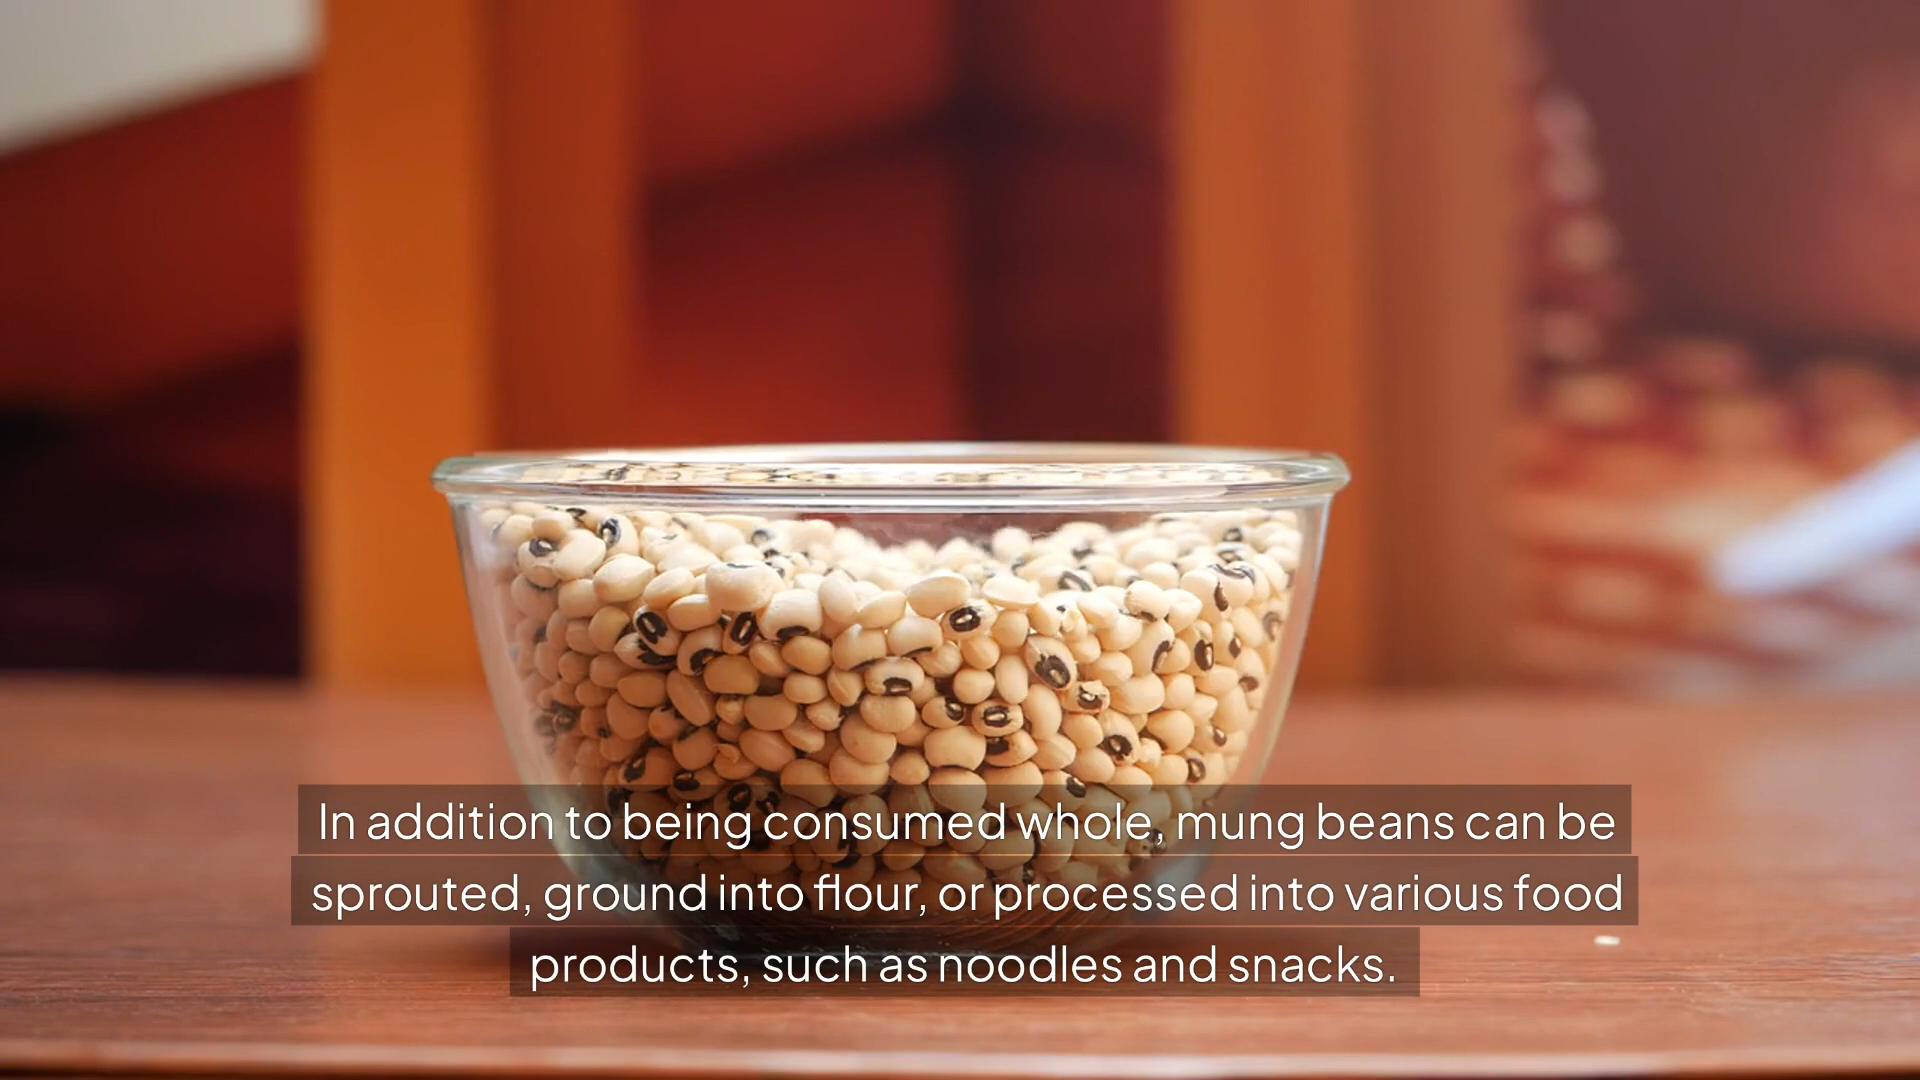 In addition to being consumed whole, mung beans can be
sprouted, ground into flour, or processed into various food
products, such as noodles and snacks.